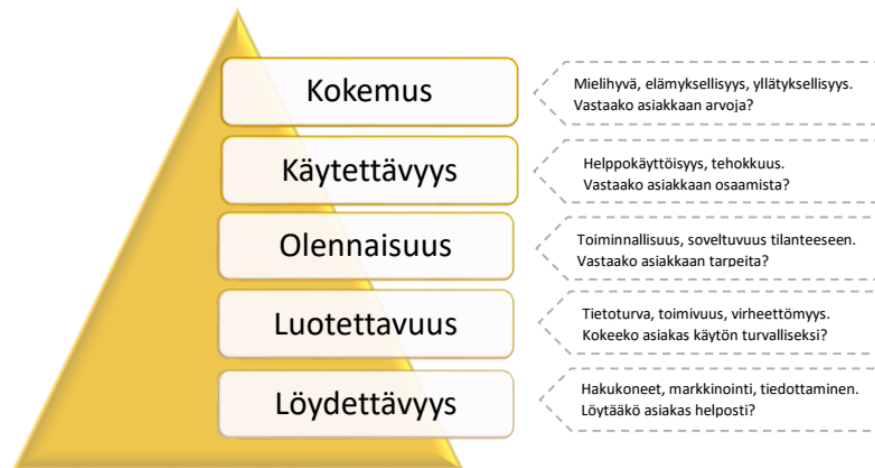 Kokemus
Mielihyvä, elämyksellisyys, yllätyksellisyys.
Vastaako asiakkaan arvoja?
Käytettävyys
Helppokäyttöisyys, tehokkuus.
Vastaako asiakkaan osaamista?
Olennaisuus
Toiminnallisuus, soveltuvuus tilanteeseen.
Vastaako asiakkaan tarpeita?
Luotettavuus
Tietoturva, toimivuus, virheettömyys.
Kokeeko asiakas käytön turvalliseksi?
Löydettävyys
Hakukoneet, markkinointi, tiedottaminen.
Löytääkö asiakas helposti?